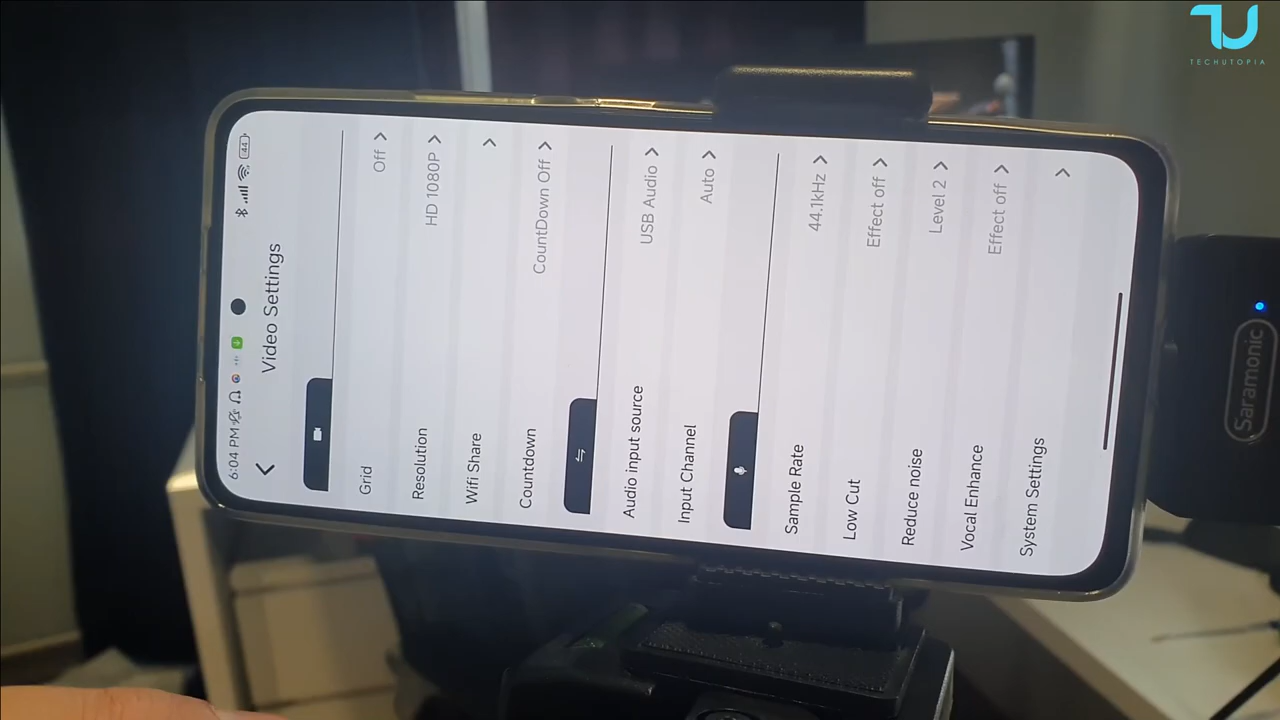 TECHUTOPIA
6:04 PM
44
Video Settings
Grid Off
Resolution HD 1080P
Wifi Share
Countdown CountDown Off
Audio input source USB Audio
Input Channel Auto
Sample Rate 44.1kHz
Low Cut Effect off
Reduce noise Level 2
Vocal Enhance Effect off
System Settings
Saramonic